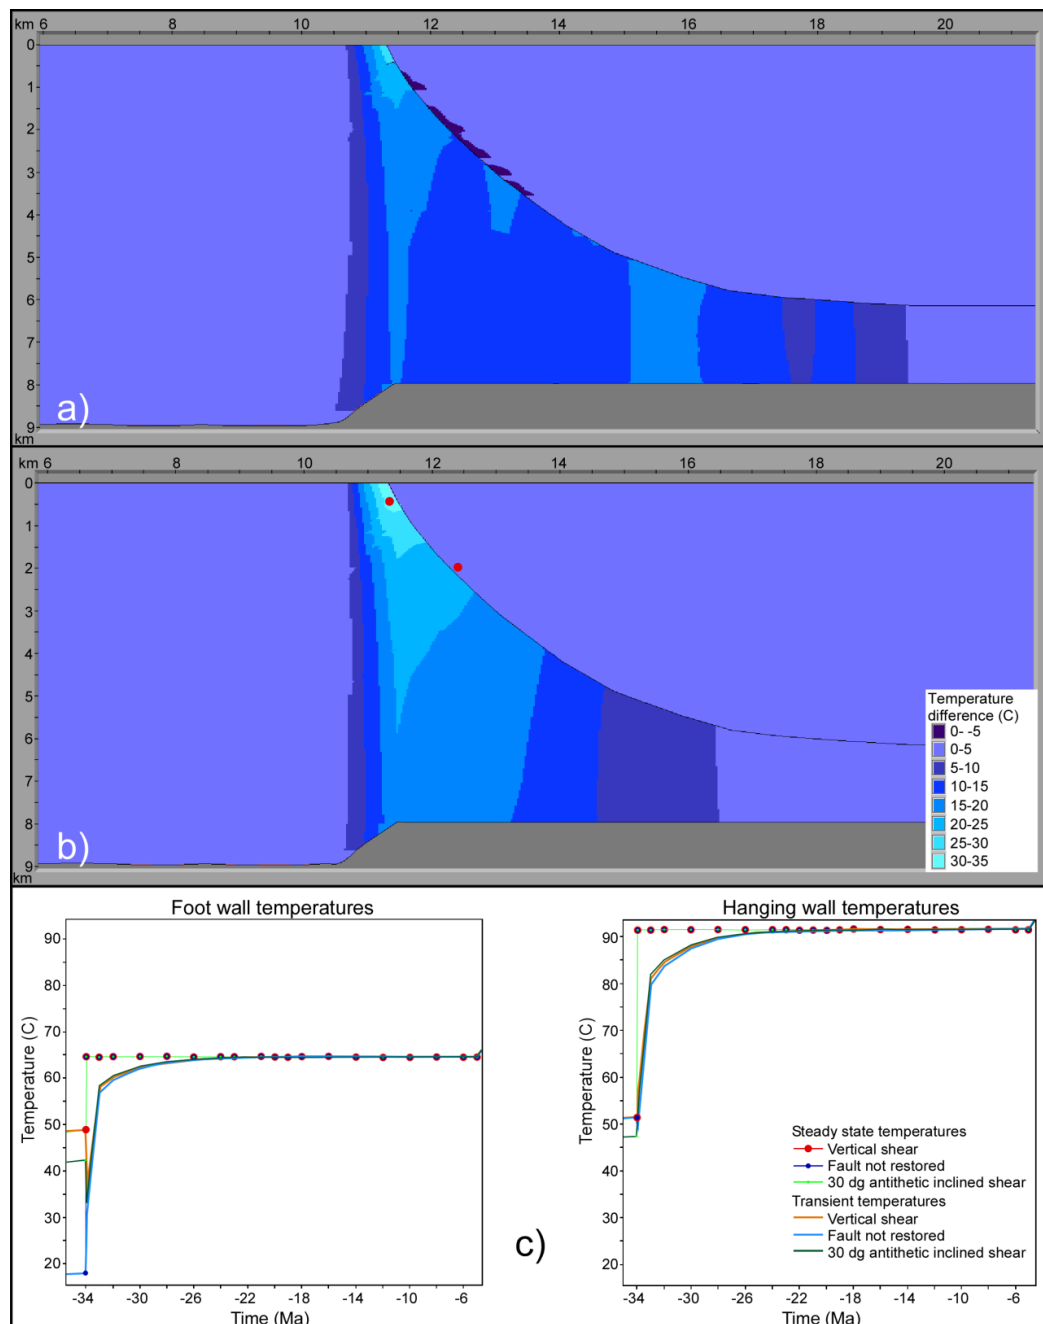 km 6 8 10 12 14 16 18 20
0
1
2
3
4
5
6
7
8
9
km
a)
km 6 8 10 12 14 16 18 20
0
1
2
3
4
5
6
7
8
9
km
b)
Temperature
difference (C)
0- -5
0-5
5-10
10-15
15-20
20-25
25-30
30-35
Foot wall temperatures
90
80
70
60
50
40
30
20
Temperature (C)
-34 -30 -26 -22 -18 -14 -10 -6
Time (Ma)
c)
Hanging wall temperatures
90
80
70
60
50
40
30
20
Temperature (C)
Steady state temperatures
Vertical shear
Fault not restored
30 dg antithetic inclined shear
Transient temperatures
Vertical shear
Fault not restored
30 dg antithetic inclined shear
-34 -30 -26 -22 -18 -14 -10 -6
Time (Ma)